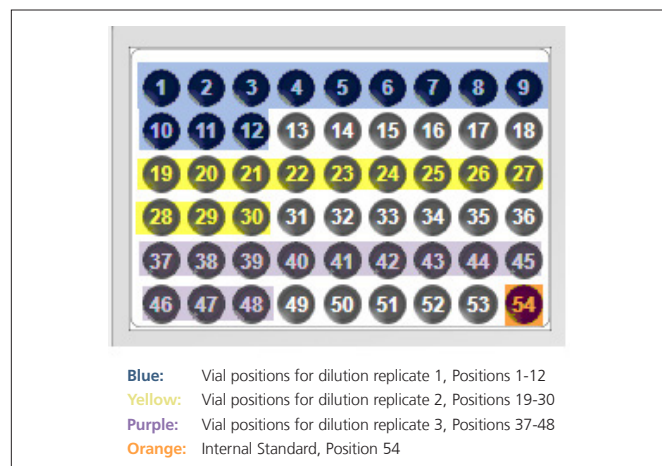 1 2 3 4 5 6 7 8 9
10 11 12 13 14 15 16 17 18
19 20 21 22 23 24 25 26 27
28 29 30 31 32 33 34 35 36
37 38 39 40 41 42 43 44 45
46 47 48 49 50 51 52 53 54
Blue: Vial positions for dilution replicate 1, Positions 1-12
Yellow: Vial positions for dilution replicate 2, Positions 19-30
Purple: Vial positions for dilution replicate 3, Positions 37-48
Orange: Internal Standard, Position 54